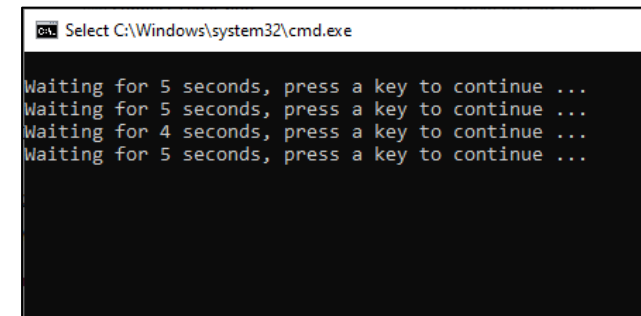 Select C:\Windows\system32\cmd.exe
Waiting for 5 seconds, press a key to continue ...
Waiting for 5 seconds, press a key to continue ...
Waiting for 4 seconds, press a key to continue ...
Waiting for 5 seconds, press a key to continue ...